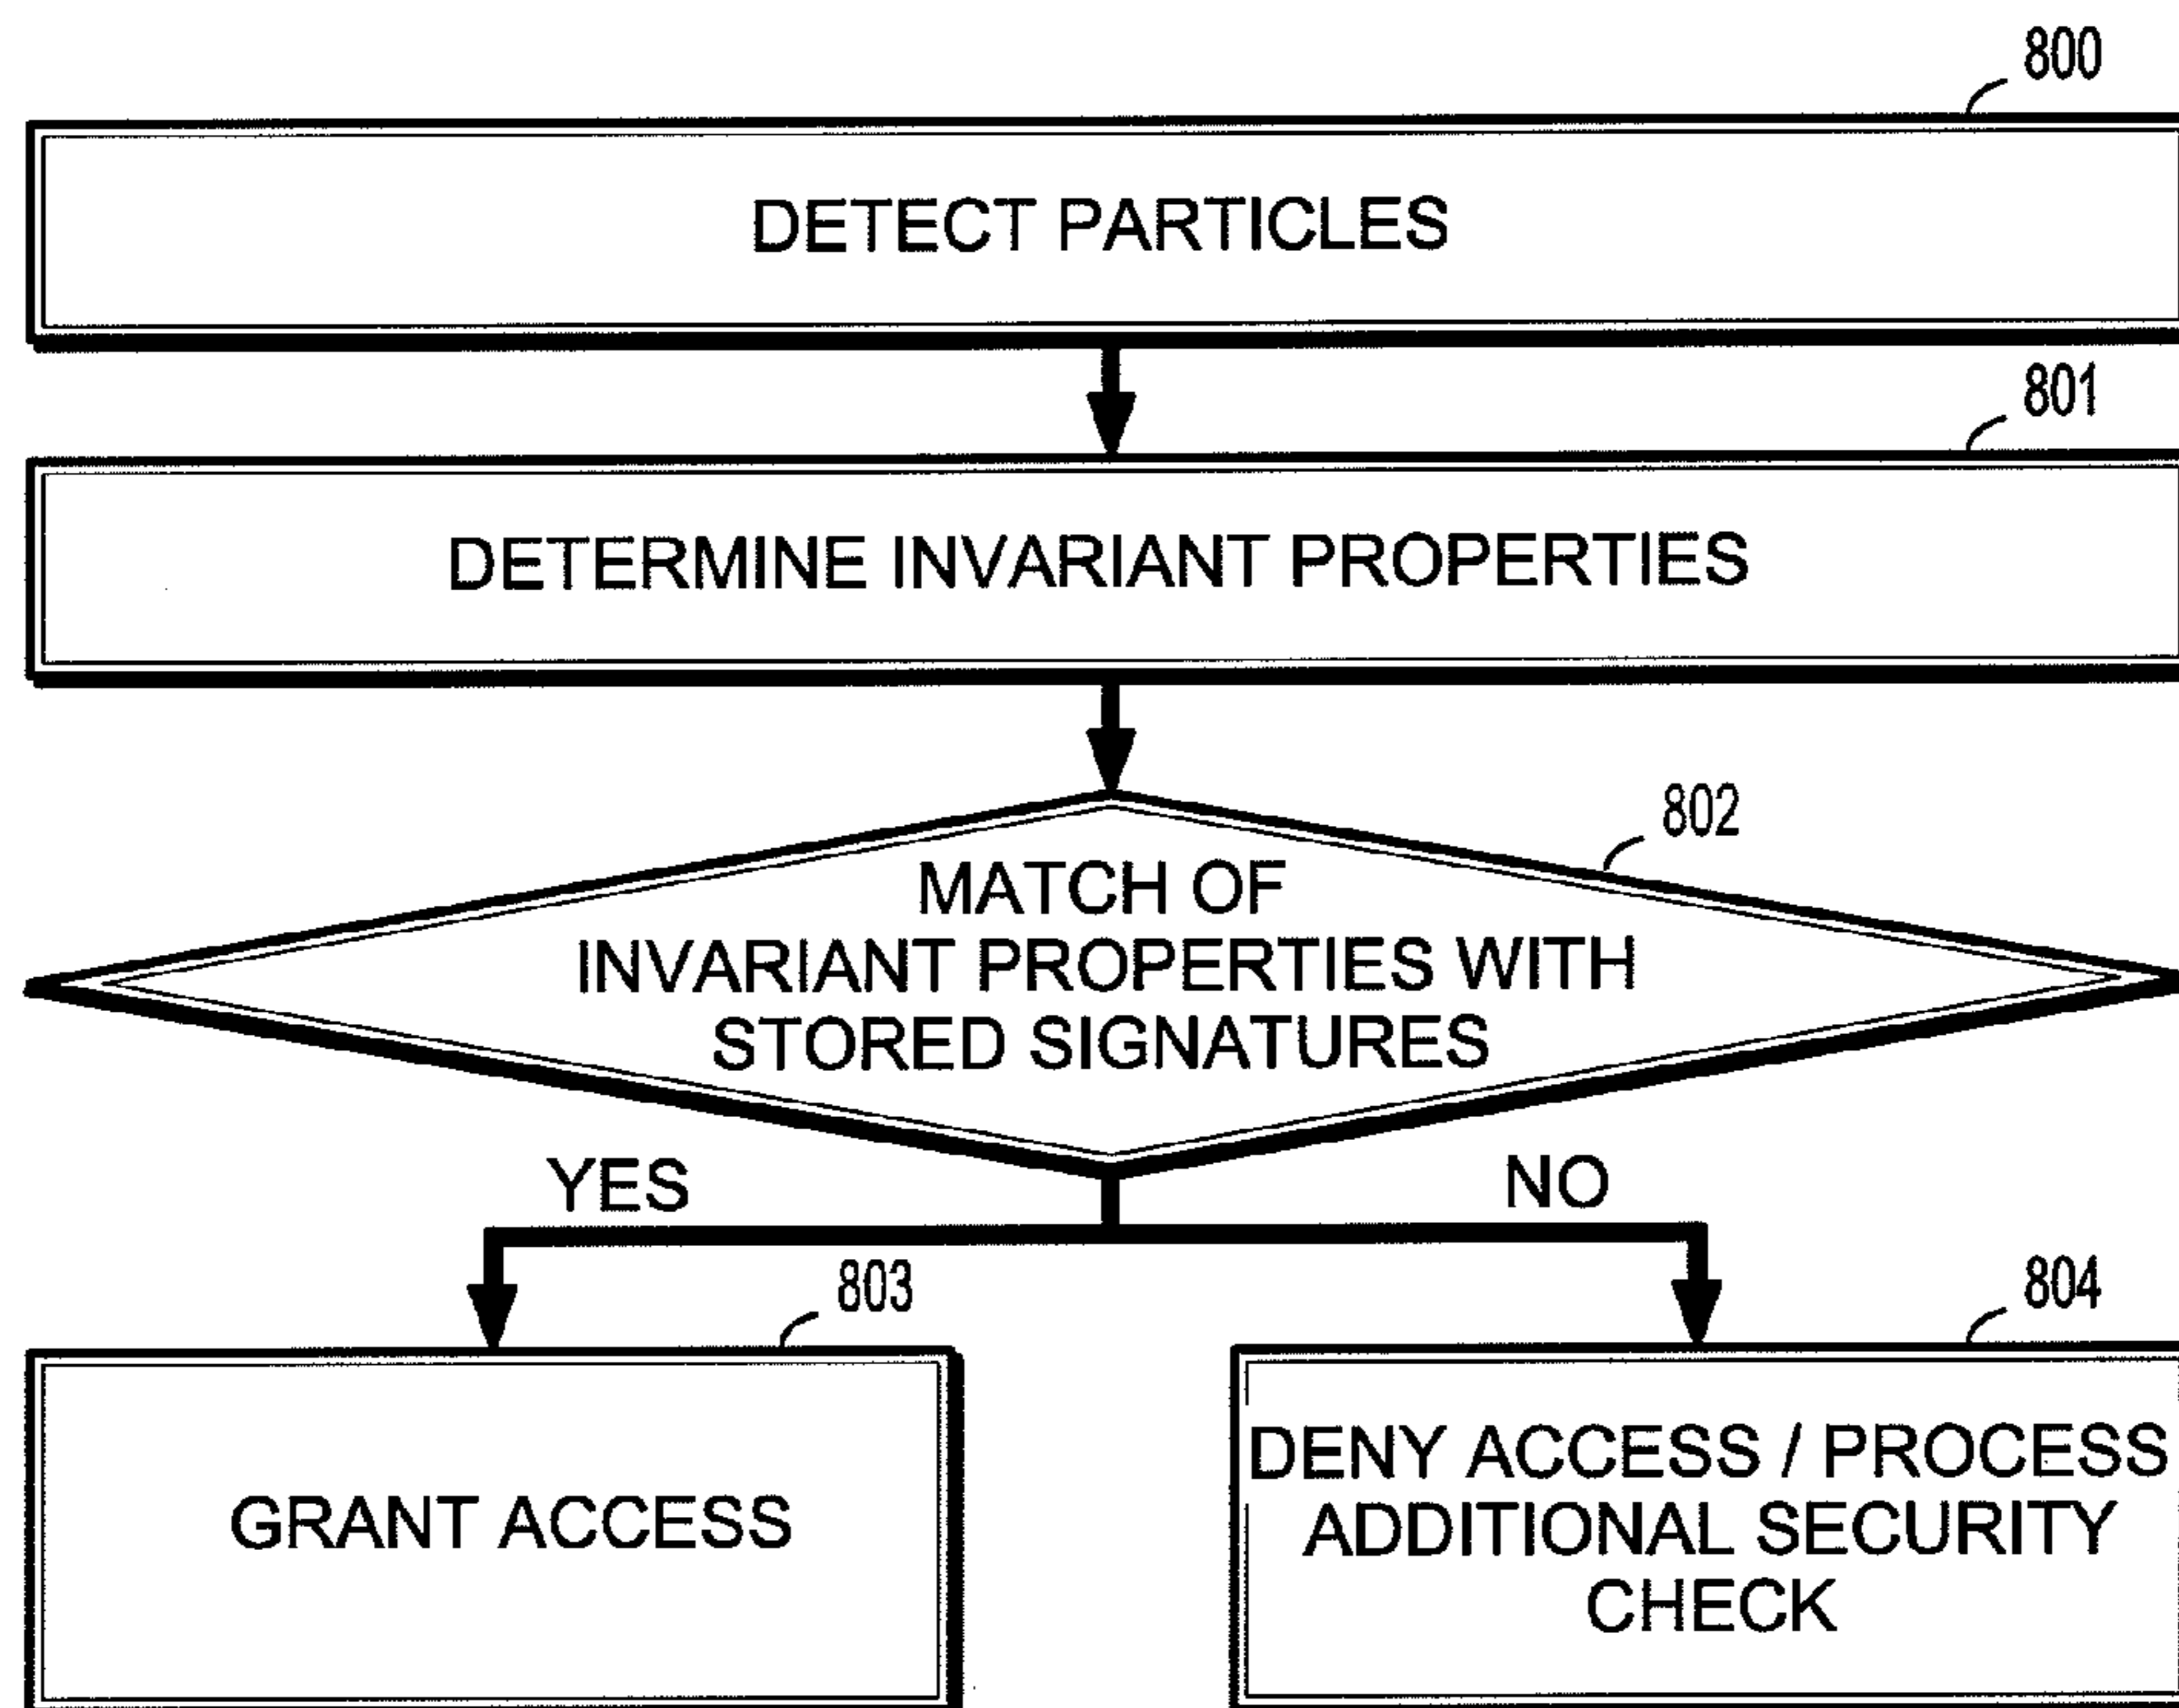 800
DETECT PARTICLES
801
DETERMINE INVARIANT PROPERTIES
802
MATCH OF
INVARIANT PROPERTIES WITH
STORED SIGNATURES
YES
NO
803
804
GRANT ACCESS
DENY ACCESS / PROCESS
ADDITIONAL SECURITY
CHECK